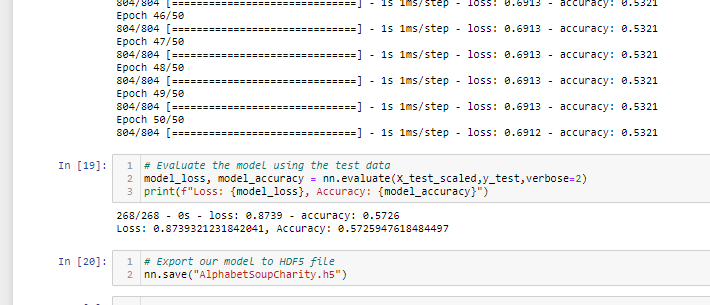 804/804 [==============================] - 1s 1ms/step - loss: 0.6913 - accuracy: 0.5321
Epoch 46/50
804/804 [==============================] - 1s 1ms/step - loss: 0.6913 - accuracy: 0.5321
Epoch 47/50
804/804 [==============================] - 1s 1ms/step - loss: 0.6913 - accuracy: 0.5321
Epoch 48/50
804/804 [==============================] - 1s 1ms/step - loss: 0.6913 - accuracy: 0.5321
Epoch 49/50
804/804 [==============================] - 1s 1ms/step - loss: 0.6913 - accuracy: 0.5321
Epoch 50/50
804/804 [==============================] - 1s 1ms/step - loss: 0.6912 - accuracy: 0.5321
In [19]: 1 # Evaluate the model using the test data
2 model_loss, model_accuracy = nn.evaluate(X_test_scaled,y_test,verbose=2)
3 print(f"Loss: {model_loss}, Accuracy: {model_accuracy}")
268/268 - 0s - loss: 0.8739 - accuracy: 0.5726
Loss: 0.8739321231842041, Accuracy: 0.5725947618484497
In [20]: 1 # Export our model to HDF5 file
2 nn.save("AlphabetSoupCharity.h5")